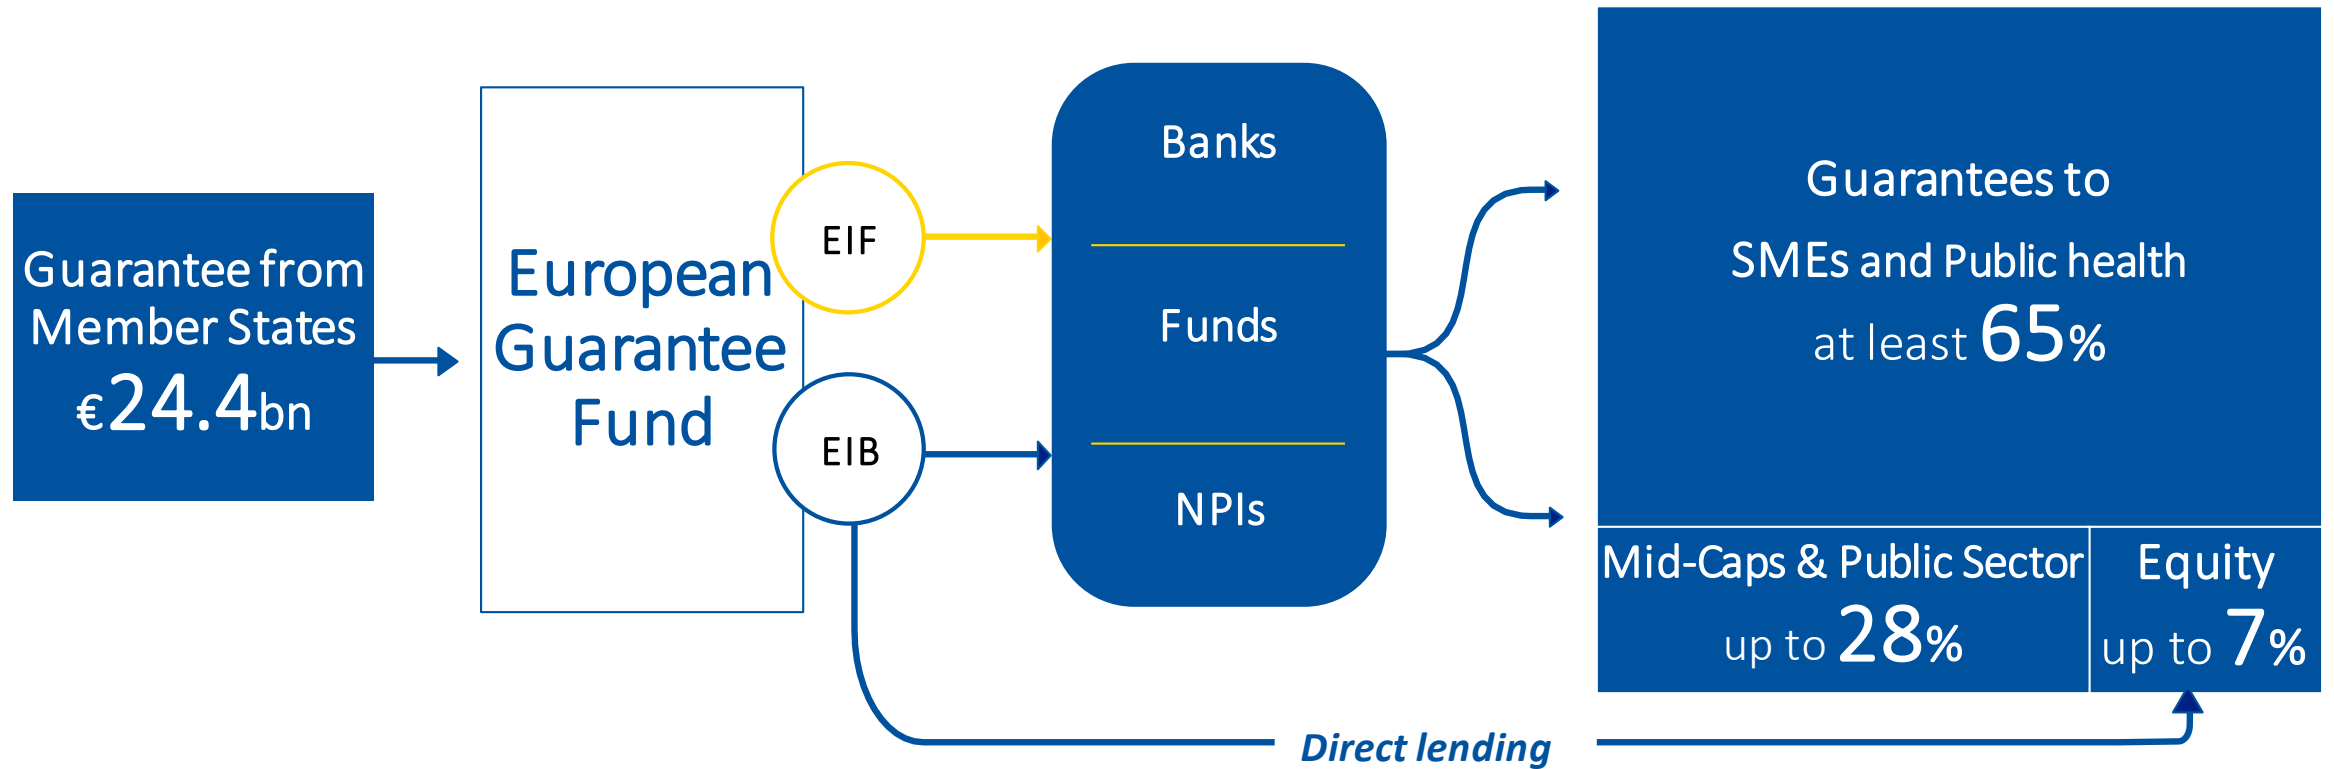 Guarantee from
Member States
€24.4bn
European
Guarantee
Fund
EIF
EIB
Banks
Funds
NPIs
Guarantees to
SMEs and Public health
at least 65%
Mid-Caps & Public Sector
up to 28%
Equity
up to 7%
Direct lending